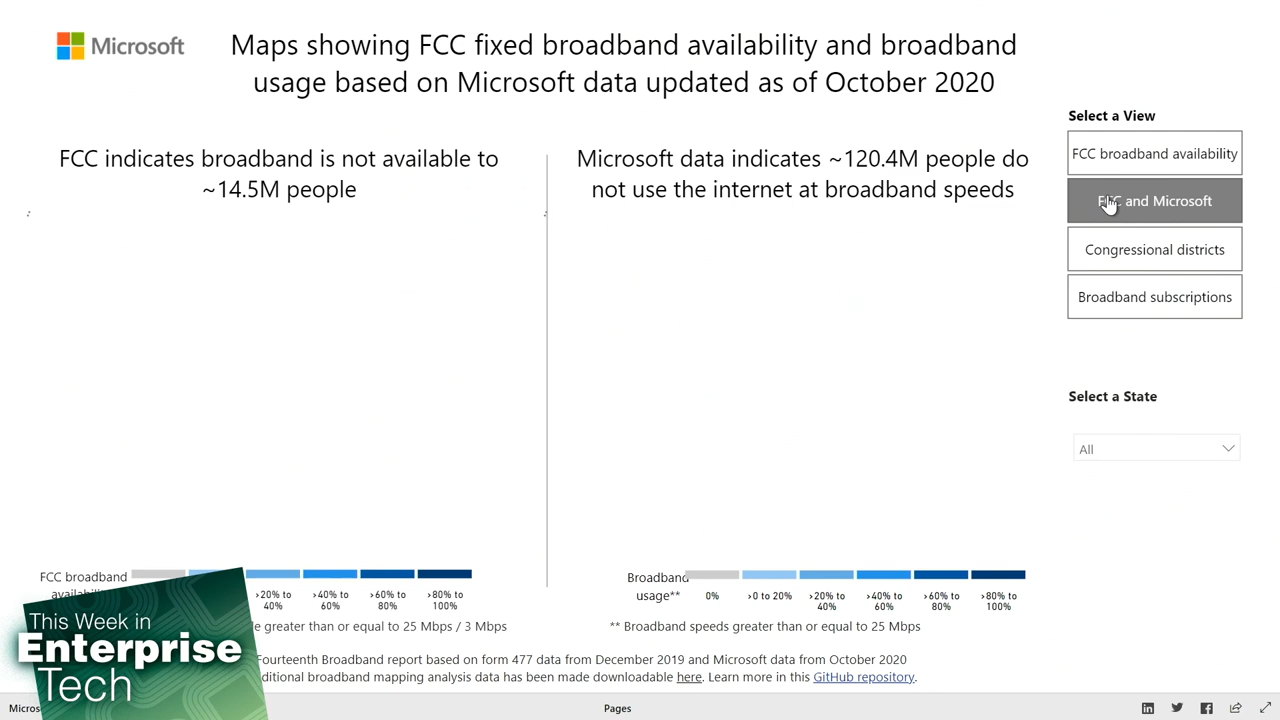 Microsoft
Maps showing FCC fixed broadband availability and broadband
usage based on Microsoft data updated as of October 2020
FCC indicates broadband is not available to
~14.5M people
Microsoft data indicates ~120.4M people do
not use the internet at broadband speeds
Select a View
FCC broadband availability
FCC and Microsoft
Congressional districts
Broadband subscriptions
Select a State
All
FCC broadband
>20% to
40%
>40% to
60%
>60% to
80%
>80% to
100%
greater than or equal to 25 Mbps / 3 Mbps
Broadband
usage**
0%
>0 to 20%
>20% to
40%
>40% to
60%
>60% to
80%
>80% to
100%
** Broadband speeds greater than or equal to 25 Mbps
Fourteenth Broadband report based on form 477 data from December 2019 and Microsoft data from October 2020
broadband mapping analysis data has been made downloadable here. Learn more in this GitHub repository.
This Week in
Enterprise
Tech
Pages